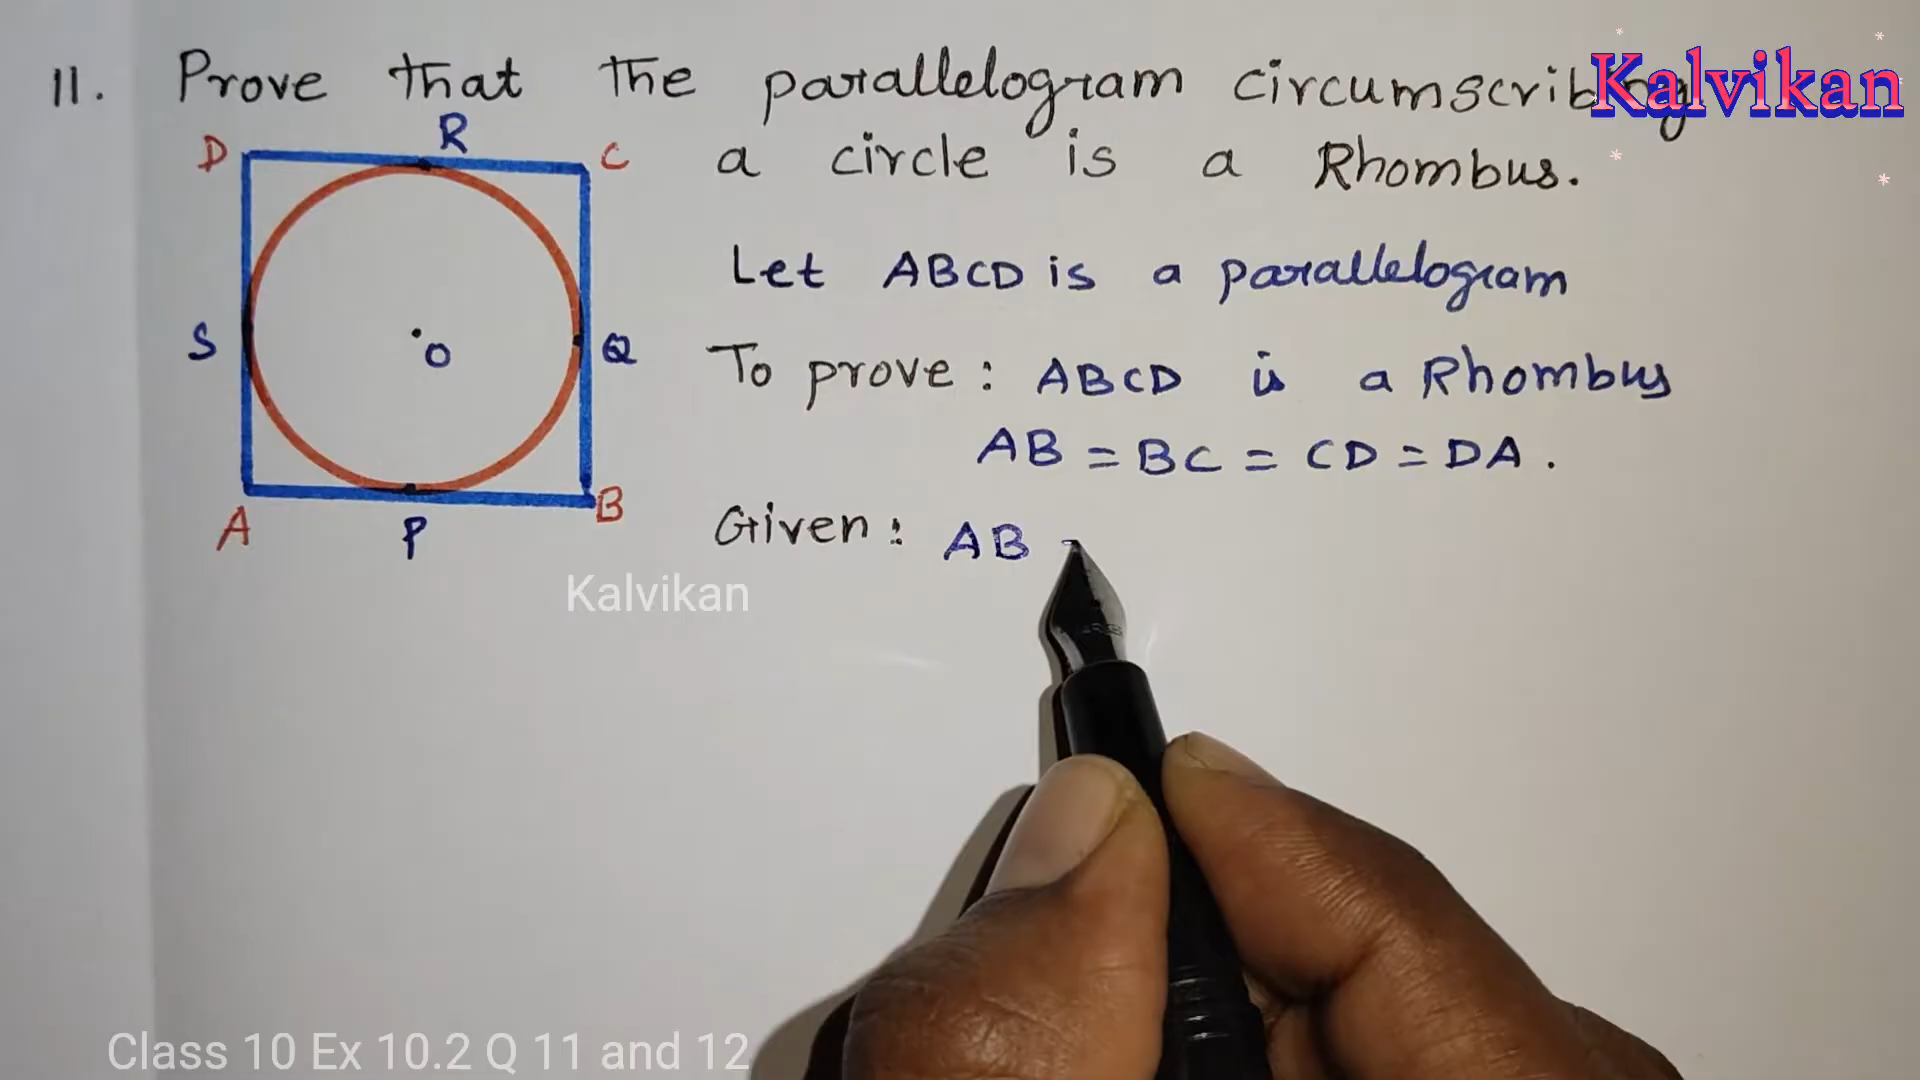 11. Prove that the parallelogram circumscribing
Kalvikan
a circle is a Rhombus.
D R C
S O Q
A P B
Let ABCD is a parallelogram
To prove: ABCD is a Rhombus
AB = BC = CD = DA.
Given: AB
Kalvikan
Class 10 Ex 10.2 Q 11 and 12